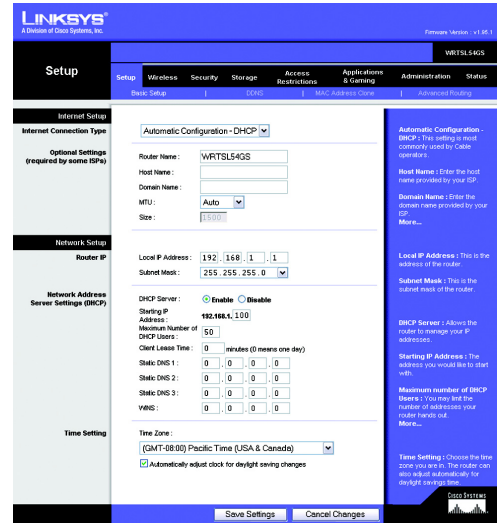 LINKSYS®
A Division of Cisco Systems, Inc.
Firmware Version : v1.95.1
WRTSL54GS
Setup
Setup Wireless Security Storage Access Restrictions Applications & Gaming Administration Status
Basic Setup | DDNS | MAC Address Clone | Advanced Routing
Internet Setup
Internet Connection Type
Automatic Configuration - DHCP
Optional Settings
(required by some ISPs)
Router Name : WRTSL54GS
Host Name :
Domain Name :
MTU : Auto
Size : 1500
Automatic Configuration -
DHCP : This setting is most
commonly used by Cable
operators.
Host Name : Enter the host
name provided by your ISP.
Domain Name : Enter the
domain name provided by your
ISP.
More...
Network Setup
Router IP
Local IP Address : 192 . 168 . 1 . 1
Subnet Mask : 255.255.255.0
Local IP Address : This is the
address of the router.
Subnet Mask : This is the
subnet mask of the router.
Network Address
Server Settings (DHCP)
DHCP Server : Enable Disable
Starting IP
Address : 192.168.1. 100
Maximum Number of
DHCP Users : 50
Client Lease Time : 0 minutes (0 means one day)
Static DNS 1 : 0 . 0 . 0 . 0
Static DNS 2 : 0 . 0 . 0 . 0
Static DNS 3 : 0 . 0 . 0 . 0
WINS : 0 . 0 . 0 . 0
DHCP Server : Allows the
router to manage your IP
addresses.
Starting IP Address : The
address you would like to start
with.
Maximum number of DHCP
Users : You may limit the
number of addresses your
router hands out.
More...
Time Setting
Time Zone :
(GMT-08:00) Pacific Time (USA & Canada)
Automatically adjust clock for daylight saving changes
Time Setting : Choose the time
zone you are in. The router can
also adjust automatically for
daylight savings time.
Save Settings Cancel Changes
Cisco Systems